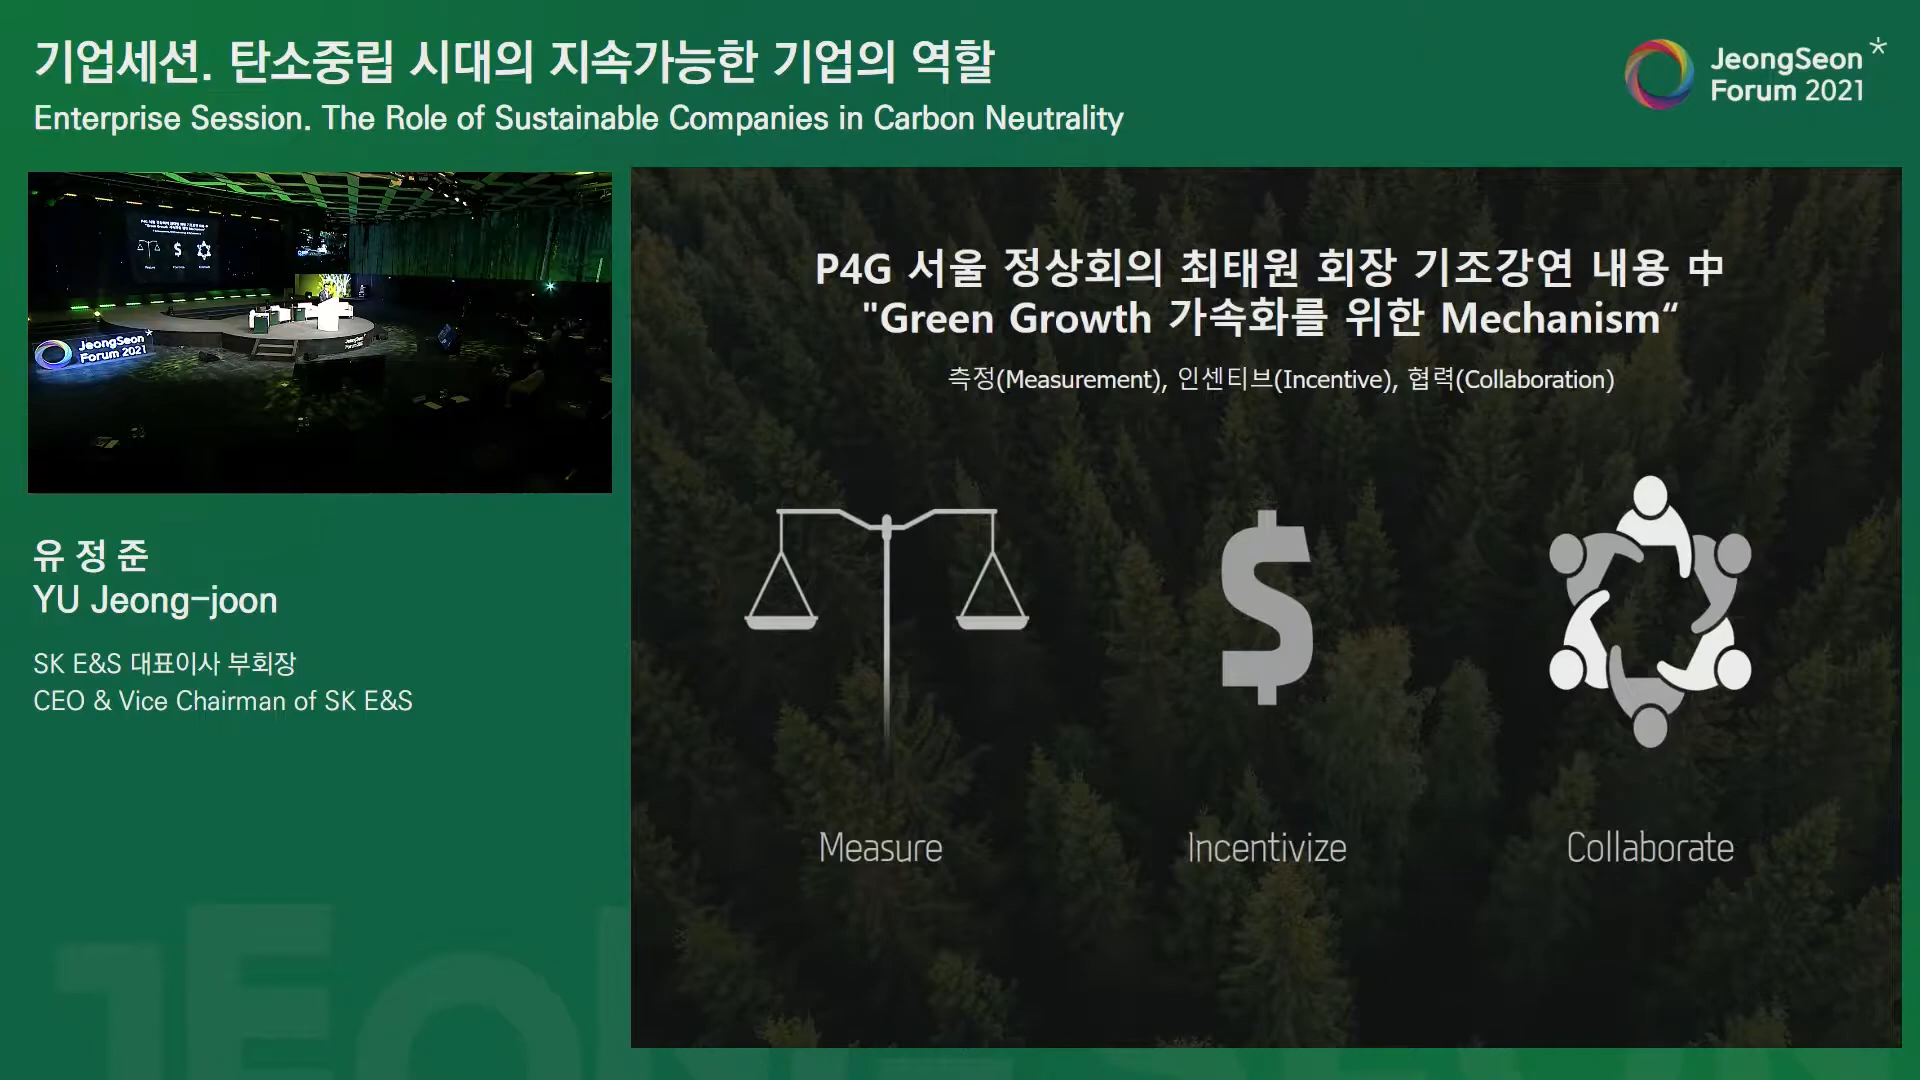 기업세션. 탄소중립 시대의 지속가능한 기업의 역할
Enterprise Session. The Role of Sustainable Companies in Carbon Neutrality
JeongSeon
Forum 2021
JeongSeon
Forum 2021
유정준
YU Jeong-joon
SK E&S 대표이사 부회장
CEO & Vice Chairman of SK E&S
P4G 서울 정상회의 최태원 회장 기조강연 내용 中
"Green Growth 가속화를 위한 Mechanism“
측정(Measurement), 인센티브(Incentive), 협력(Collaboration)
$
Measure
Incentivize
Collaborate